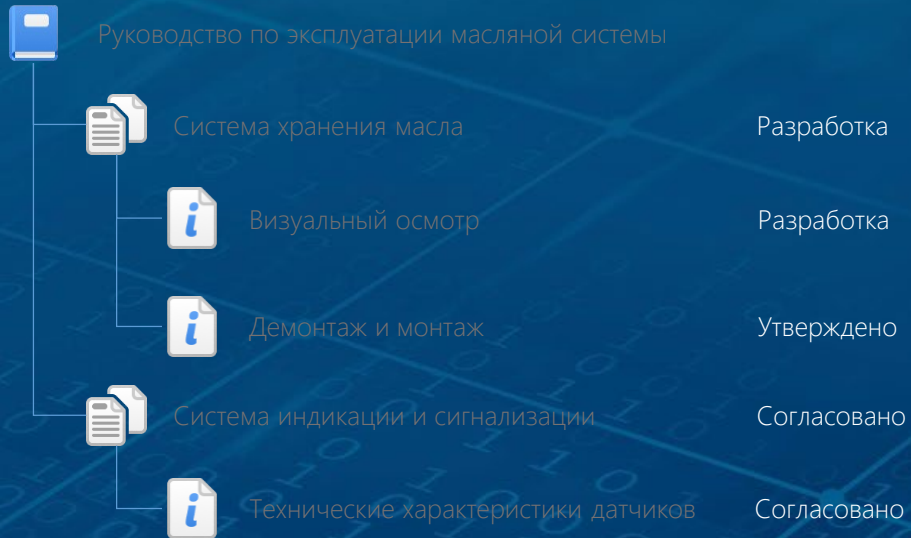 Руководство по эксплуатации масляной системы
Система хранения масла Разработка
Визуальный осмотр Разработка
Демонтаж и монтаж Утверждено
Система индикации и сигнализации Согласовано
Технические характеристики датчиков Согласовано